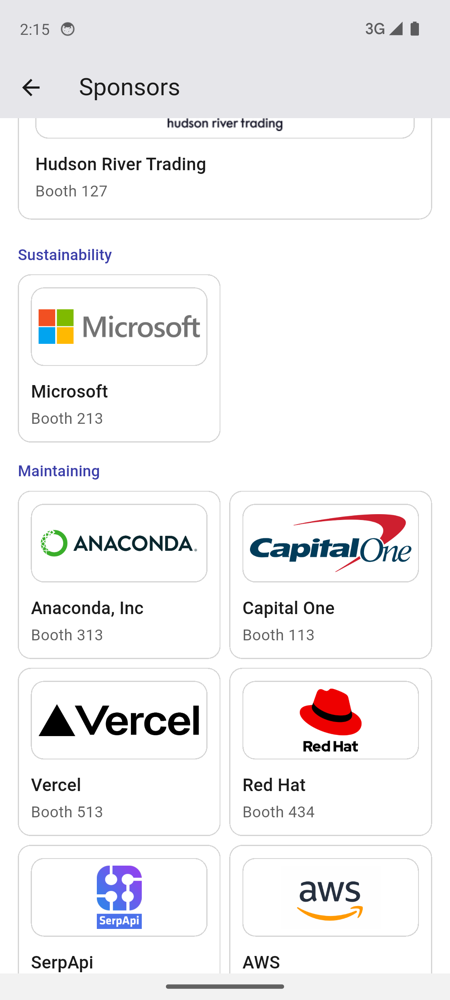 2:15
3G
Sponsors
hudson river trading
Hudson River Trading
Booth 127
Sustainability
Microsoft
Microsoft
Booth 213
Maintaining
ANACONDA.
CapitalOne
Anaconda, Inc
Capital One
Booth 313
Booth 113
Vercel
Red Hat
Vercel
Red Hat
Booth 513
Booth 434
SerpApi
aws
SerpApi
AWS